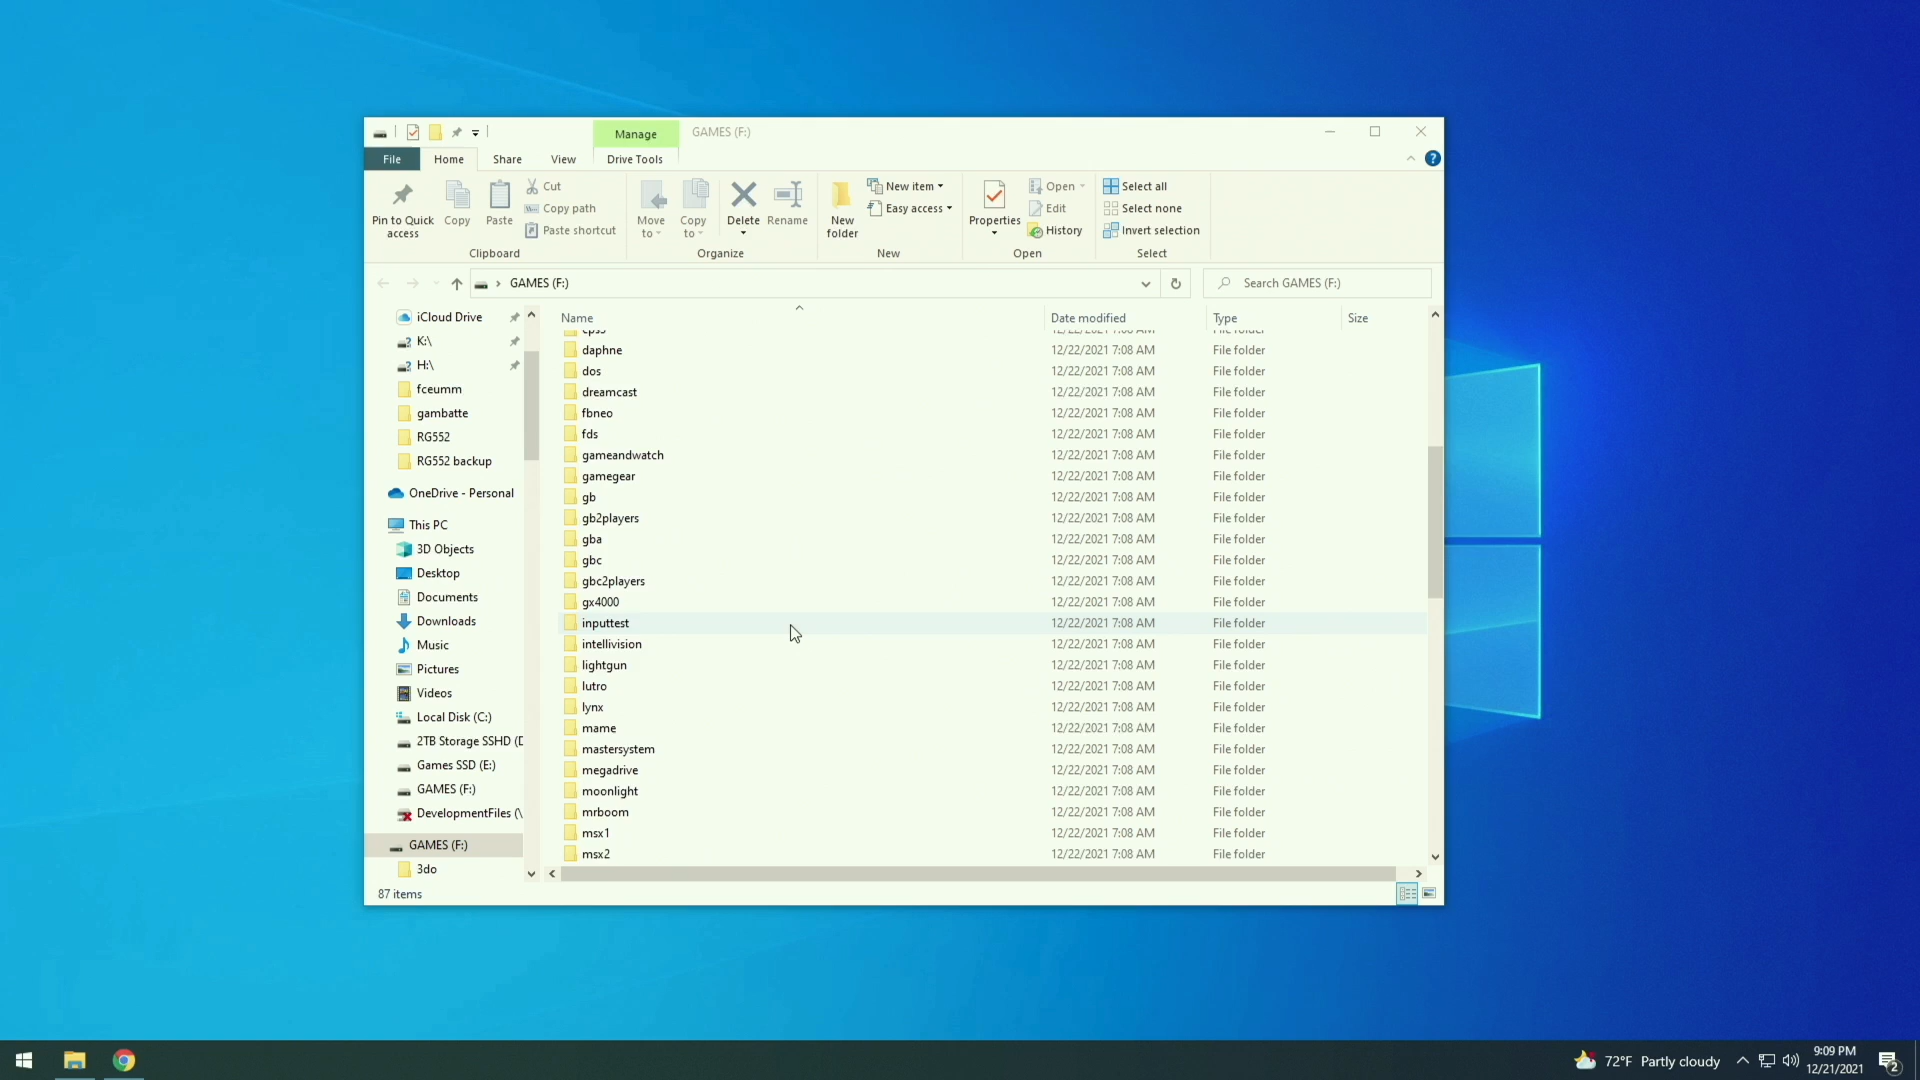 Manage GAMES (F:)
File Home Share View Drive Tools
Pin to Quick access
Copy
Paste
Cut
Copy path
Paste shortcut
Clipboard
Move to
Copy to
Delete
Rename
Organize
New folder
New item
Easy access
New
Properties
Open
Edit
History
Open
Select all
Select none
Invert selection
Select
GAMES (F:)
Search GAMES (F:)
iCloud Drive
K:\
H:\
fceumm
gambatte
RG552
RG552 backup
OneDrive - Personal
This PC
3D Objects
Desktop
Documents
Downloads
Music
Pictures
Videos
Local Disk (C:)
2TB Storage SSHD (D
Games SSD (E:)
GAMES (F:)
DevelopmentFiles (\
GAMES (F:)
3do
Name Date modified Type Size
daphne 12/22/2021 7:08 AM File folder
dos 12/22/2021 7:08 AM File folder
dreamcast 12/22/2021 7:08 AM File folder
fbneo 12/22/2021 7:08 AM File folder
fds 12/22/2021 7:08 AM File folder
gameandwatch 12/22/2021 7:08 AM File folder
gamegear 12/22/2021 7:08 AM File folder
gb 12/22/2021 7:08 AM File folder
gb2players 12/22/2021 7:08 AM File folder
gba 12/22/2021 7:08 AM File folder
gbc 12/22/2021 7:08 AM File folder
gbc2players 12/22/2021 7:08 AM File folder
gx4000 12/22/2021 7:08 AM File folder
inputtest 12/22/2021 7:08 AM File folder
intellivision 12/22/2021 7:08 AM File folder
lightgun 12/22/2021 7:08 AM File folder
lutro 12/22/2021 7:08 AM File folder
lynx 12/22/2021 7:08 AM File folder
mame 12/22/2021 7:08 AM File folder
mastersystem 12/22/2021 7:08 AM File folder
megadrive 12/22/2021 7:08 AM File folder
moonlight 12/22/2021 7:08 AM File folder
mrboom 12/22/2021 7:08 AM File folder
msx1 12/22/2021 7:08 AM File folder
msx2 12/22/2021 7:08 AM File folder
87 items
72°F Partly cloudy
9:09 PM
12/21/2021
2